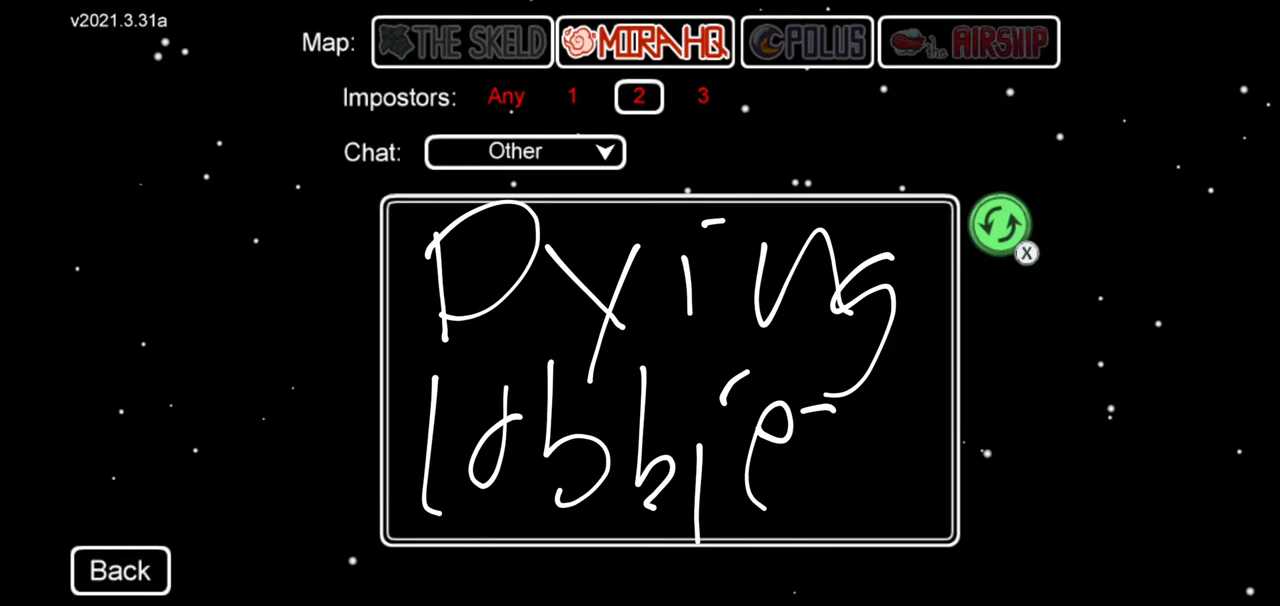 v2021.3.31a
Map: THE SKELD MIRA HQ POLUS the AIRSHIP
Impostors: Any 1 2 3
Chat: Other
X
Dying
lobbie
Back